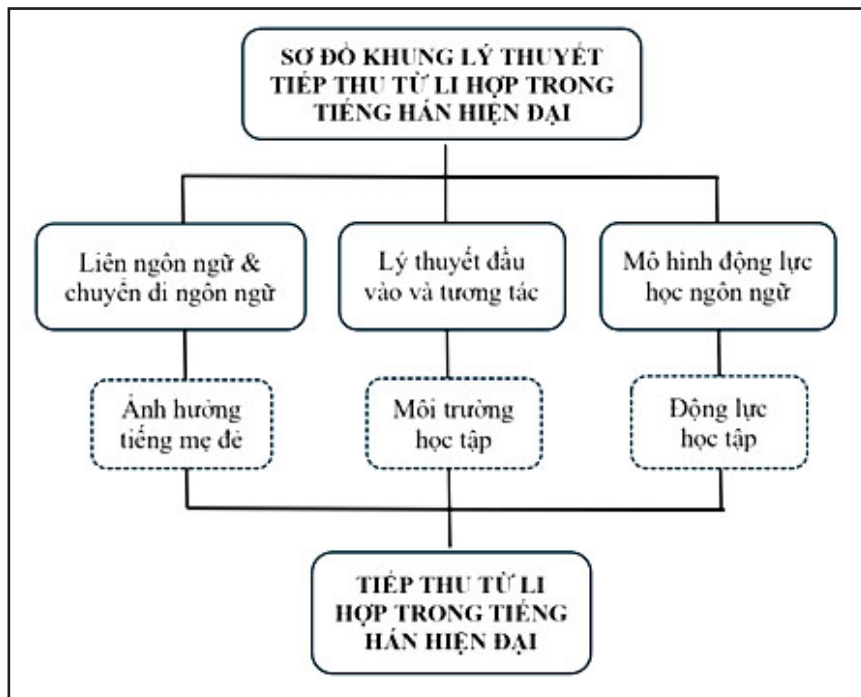 SƠ ĐỒ KHUNG LÝ THUYẾT
TIẾP THU TỪ LI HỢP TRONG
TIẾNG HÁN HIỆN ĐẠI
Liên ngôn ngữ &
chuyển di ngôn ngữ
Lý thuyết đầu
vào và tương tác
Mô hình động lực
học ngôn ngữ
Ảnh hưởng
tiếng mẹ đẻ
Môi trường
học tập
Động lực
học tập
TIẾP THU TỪ LI
HỢP TRONG TIẾNG
HÁN HIỆN ĐẠI